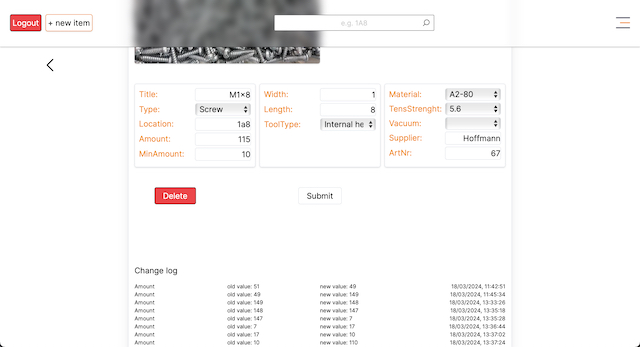 Logout + new item e.g. 1A8
Title: M1x8 Width: 1 Material: A2-80
Type: Screw Length: 8 TensStrenght: 5.6
Location: 1a8 ToolType: Internal he Vacuum:
Amount: 115 Supplier: Hoffmann
MinAmount: 10 ArtNr: 67
Delete Submit
Change log
Amount old value: 51 new value: 49 18/03/2024, 11:42:51
Amount old value: 49 new value: 149 18/03/2024, 11:45:34
Amount old value: 149 new value: 148 18/03/2024, 13:33:26
Amount old value: 148 new value: 147 18/03/2024, 13:35:18
Amount old value: 147 new value: 7 18/03/2024, 13:35:28
Amount old value: 7 new value: 17 18/03/2024, 13:36:44
Amount old value: 17 new value: 10 18/03/2024, 13:37:02
Amount old value: 10 new value: 110 18/03/2024, 13:37:24